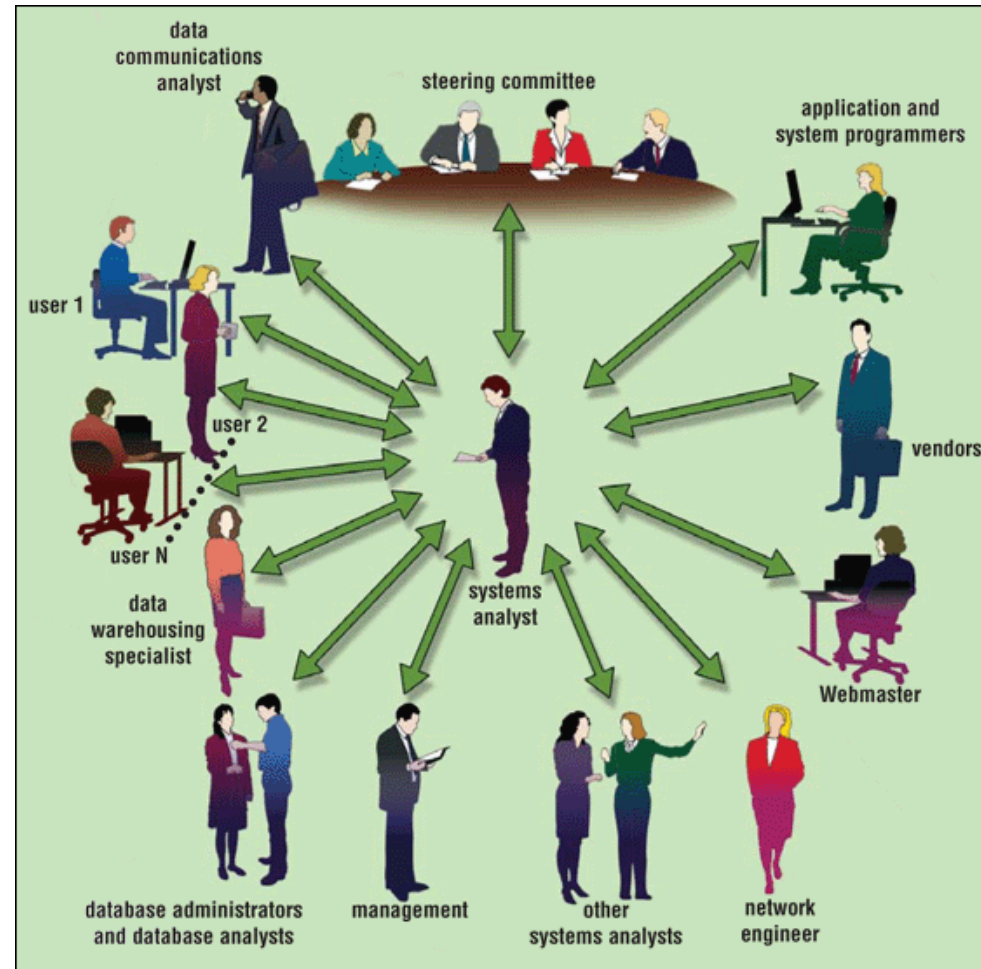 data
communications
analyst
steering committee
application and
system programmers
user 1
user 2
vendors
user N
systems
analyst
data
warehousing
specialist
Webmaster
database administrators
and database analysts
management
other
systems analysts
network
engineer